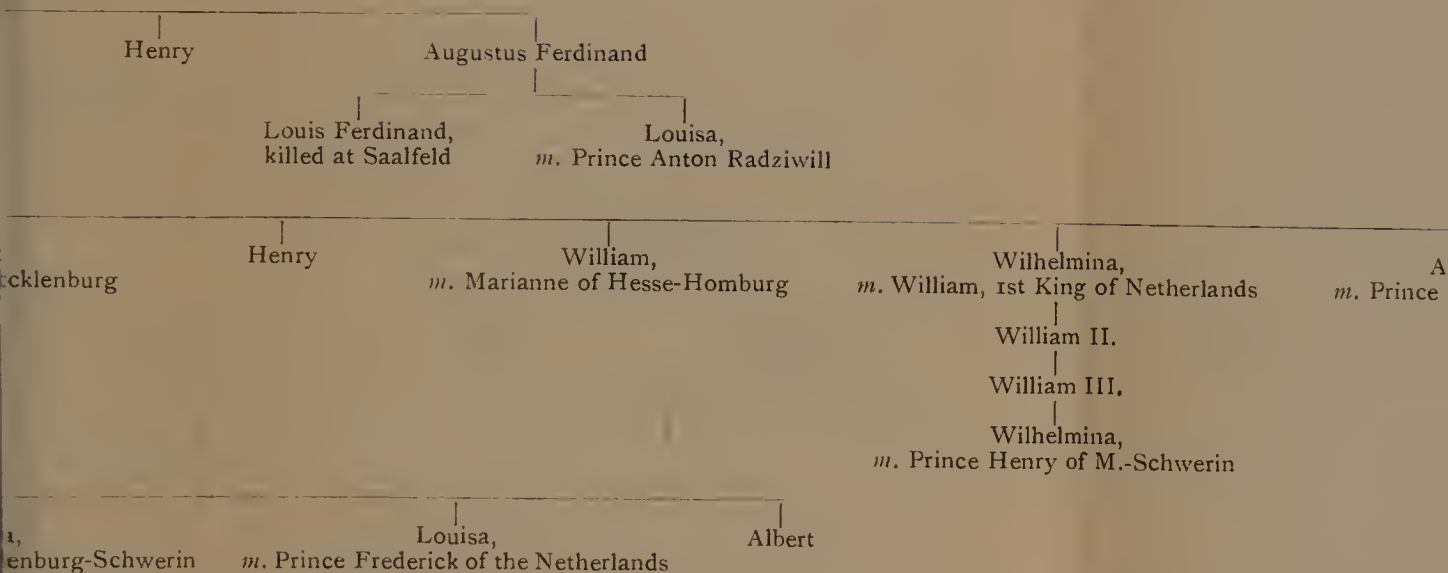 Henry
Augustus Ferdinand
Louis Ferdinand,
killed at Saalfeld
Louisa,
m. Prince Anton Radziwill
ecklenburg
Henry
William,
m. Marianne of Hesse-Homburg
Wilhelmina,
m. William, 1st King of Netherlands
A
m. Prince
William II.
William III.
Wilhelmina,
m. Prince Henry of M.-Schwerin
enburg-Schwerin
Louisa,
m. Prince Frederick of the Netherlands
Albert